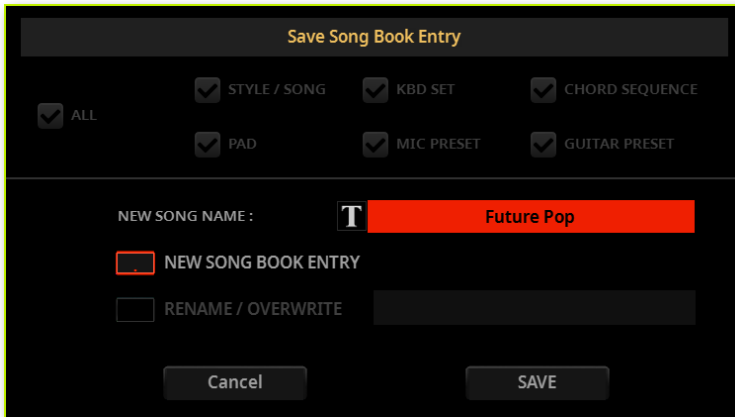 Save Song Book Entry
STYLE / SONG KBD SET CHORD SEQUENCE
ALL
PAD MIC PRESET GUITAR PRESET
NEW SONG NAME : T Future Pop
NEW SONG BOOK ENTRY
RENAME / OVERWRITE
Cancel SAVE